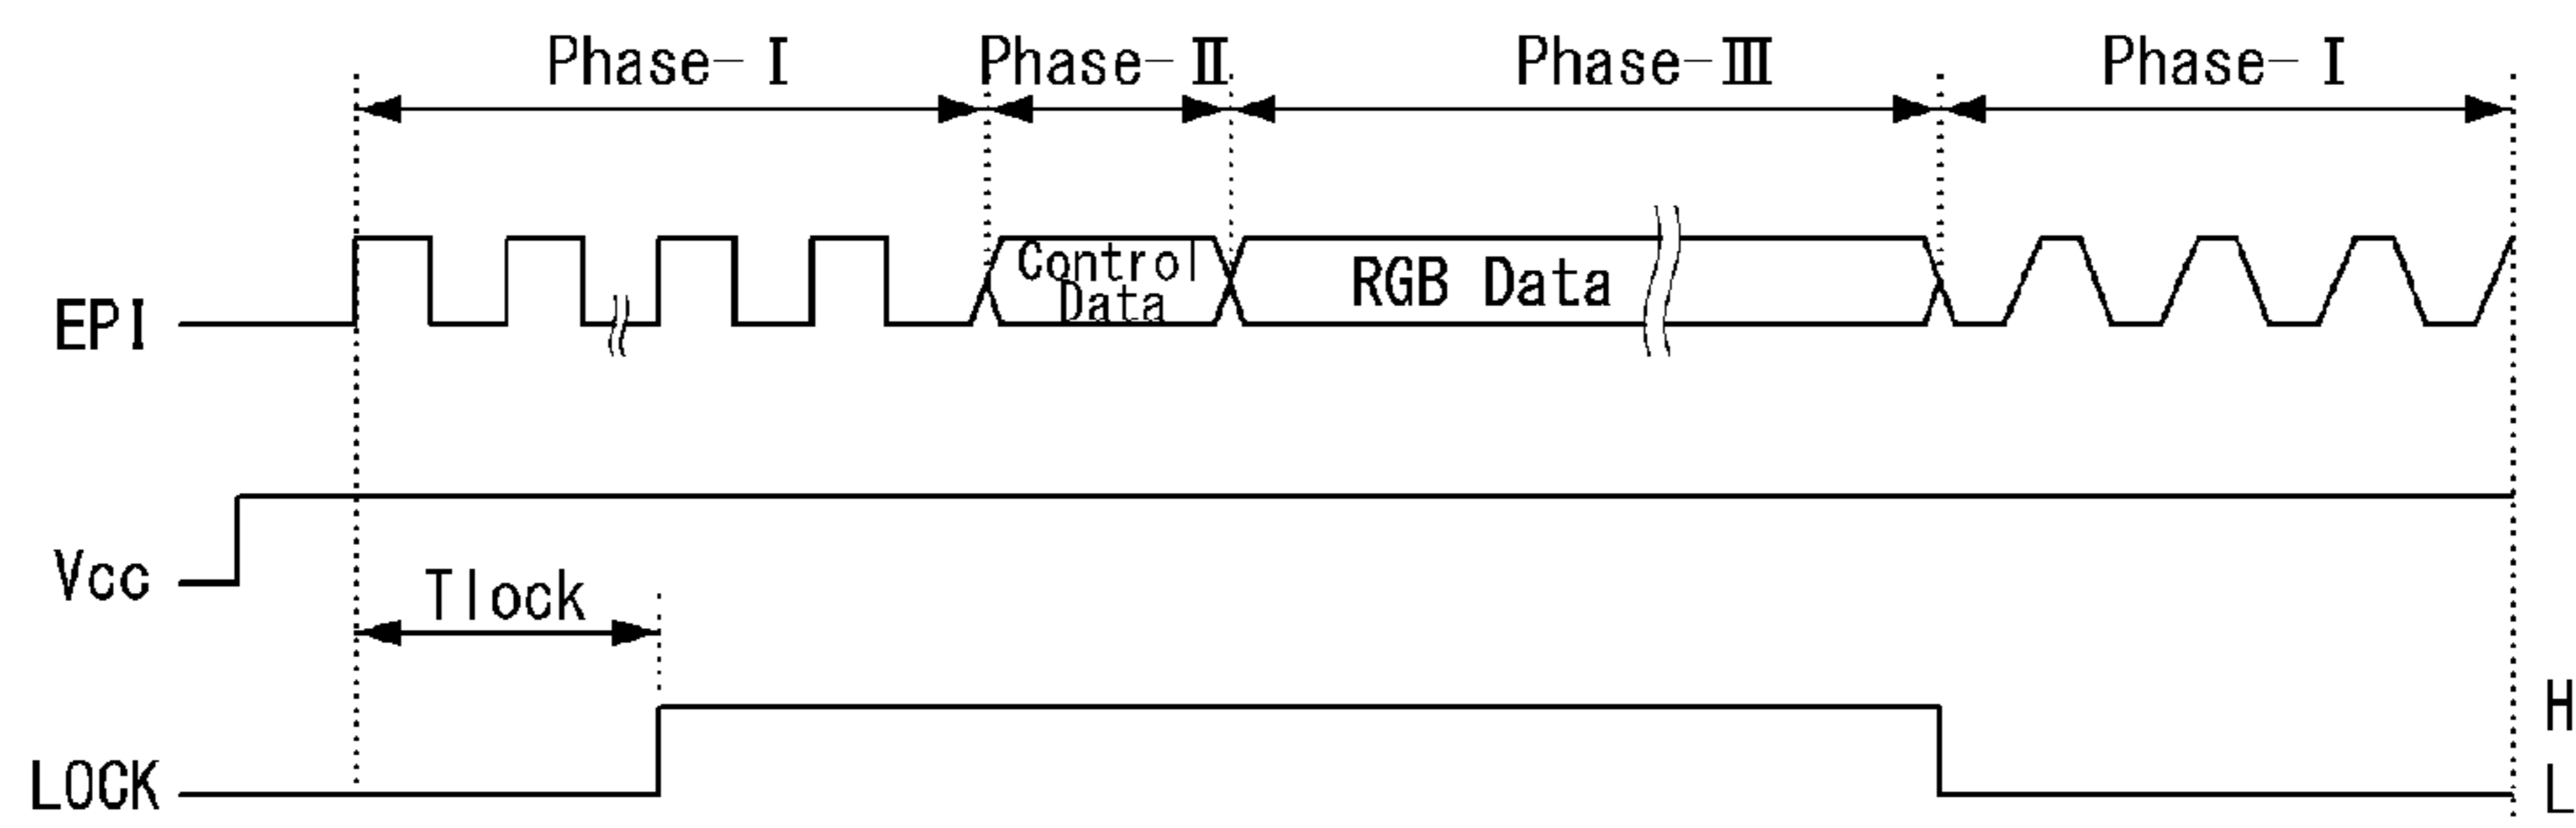 Phase-Ⅰ Phase-Ⅱ Phase-Ⅲ Phase-Ⅰ
EPI
Control
Data
RGB Data
Vcc
Tlock
LOCK
H
L